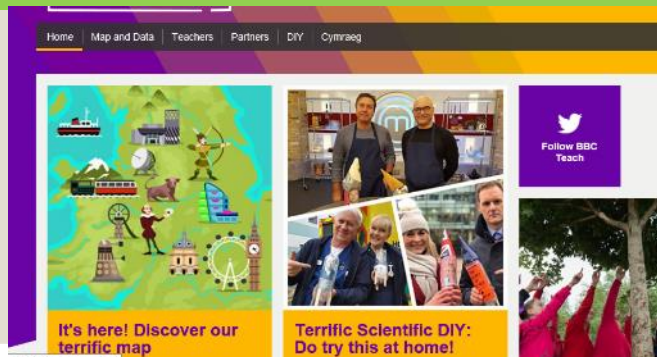 Home Map and Data Teachers Partners DIY Cymraeg
Follow BBC
Teach
It's here! Discover our
terrific map
Terrific Scientific DIY:
Do try this at home!